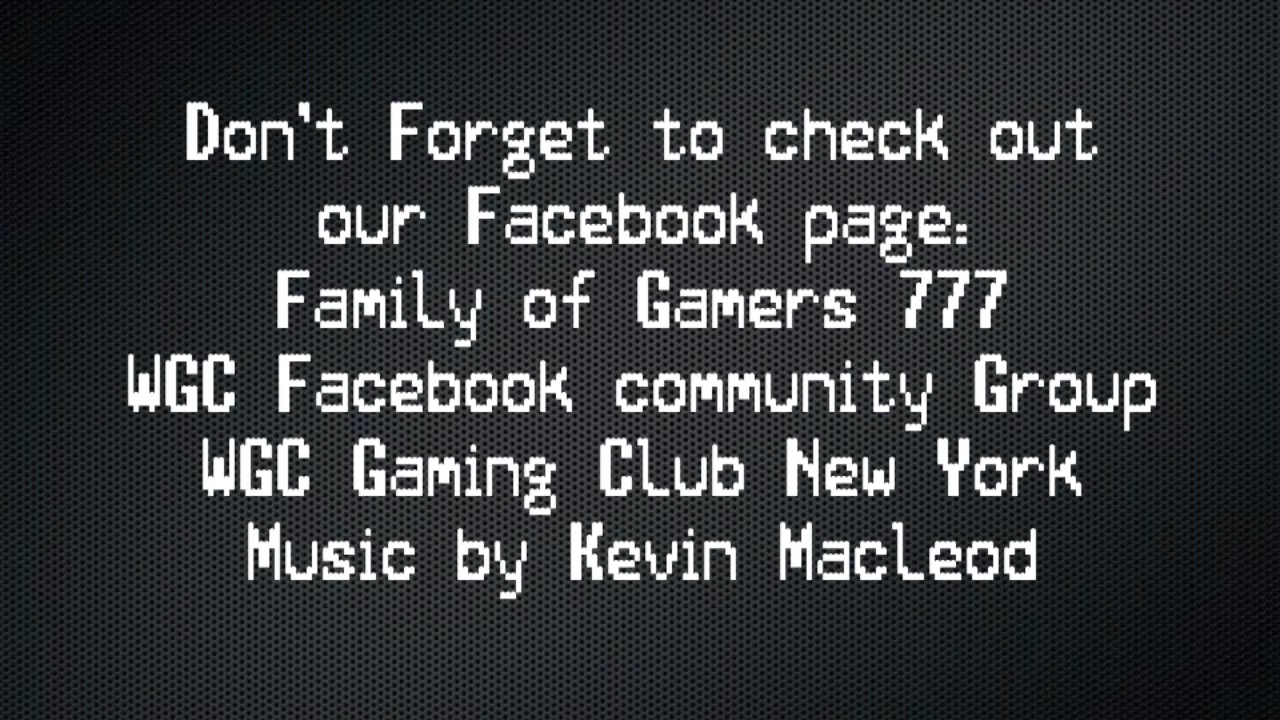 Don't Forget to check out
our Facebook page:
Family of Gamers 777
WGC Facebook community Group
WGC Gaming Club New York
Music by Kevin Macleod